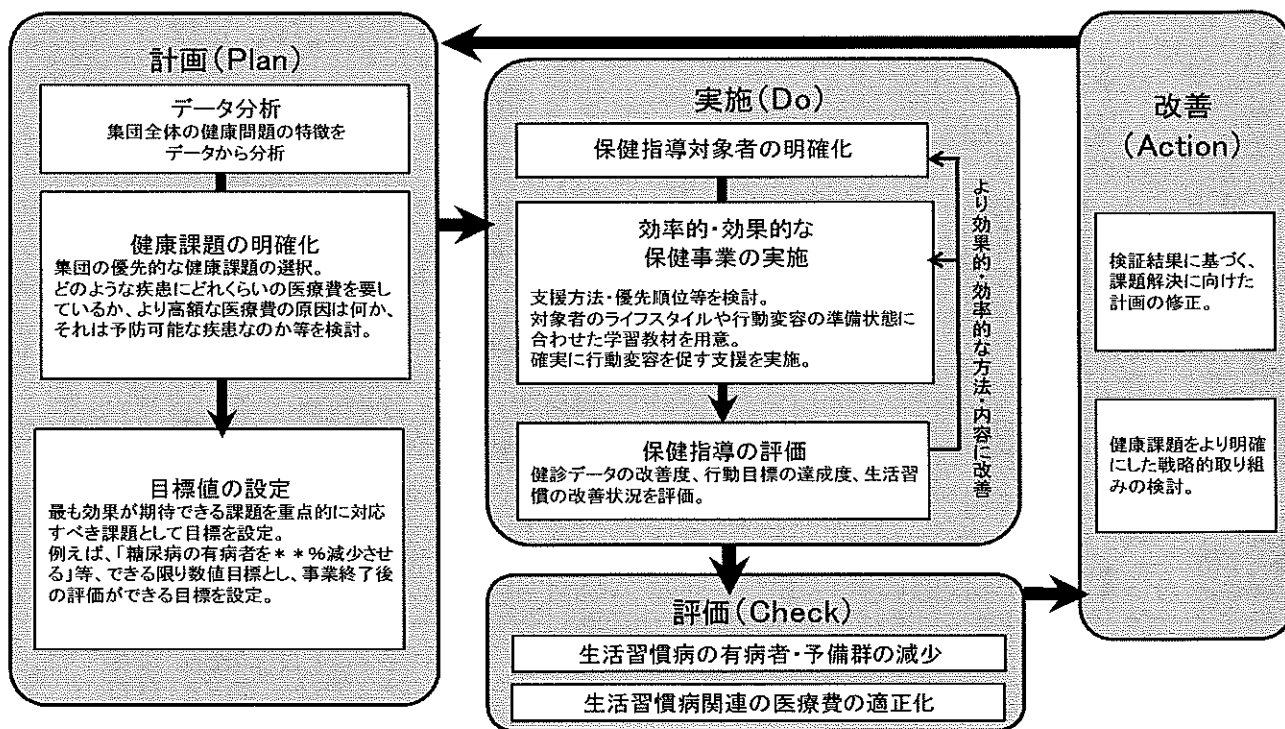 計画(Plan)
データ分析
集団全体の健康問題の特徴を
データから分析
健康課題の明確化
集団の優先的な健康課題の選択。
どのような疾患にどれくらいの医療費を要し
ているか、より高額な医療費の原因は何か、
それは予防可能な疾患なのか等を検討。
目標値の設定
最も効果が期待できる課題を重点的に対応
すべき課題として目標を設定。
例えば、「糖尿病の有病者を**%減少させ
る」等、できる限り数値目標とし、事業終了後
の評価ができる目標を設定。
実施(Do)
保健指導対象者の明確化
効率的・効果的な
保健事業の実施
支援方法・優先順位等を検討。
対象者のライフスタイルや行動変容の準備状態に
合わせた学習教材を用意。
確実に行動変容を促す支援を実施。
保健指導の評価
健診データの改善度、行動目標の達成度、生活習
慣の改善状況を評価。
より効果的・効率的な方法・内容に改善
評価(Check)
生活習慣病の有病者・予備群の減少
生活習慣病関連の医療費の適正化
改善
(Action)
検証結果に基づく、
課題解決に向けた
計画の修正。
健康課題をより明確
にした戦略的取り組
みの検討。